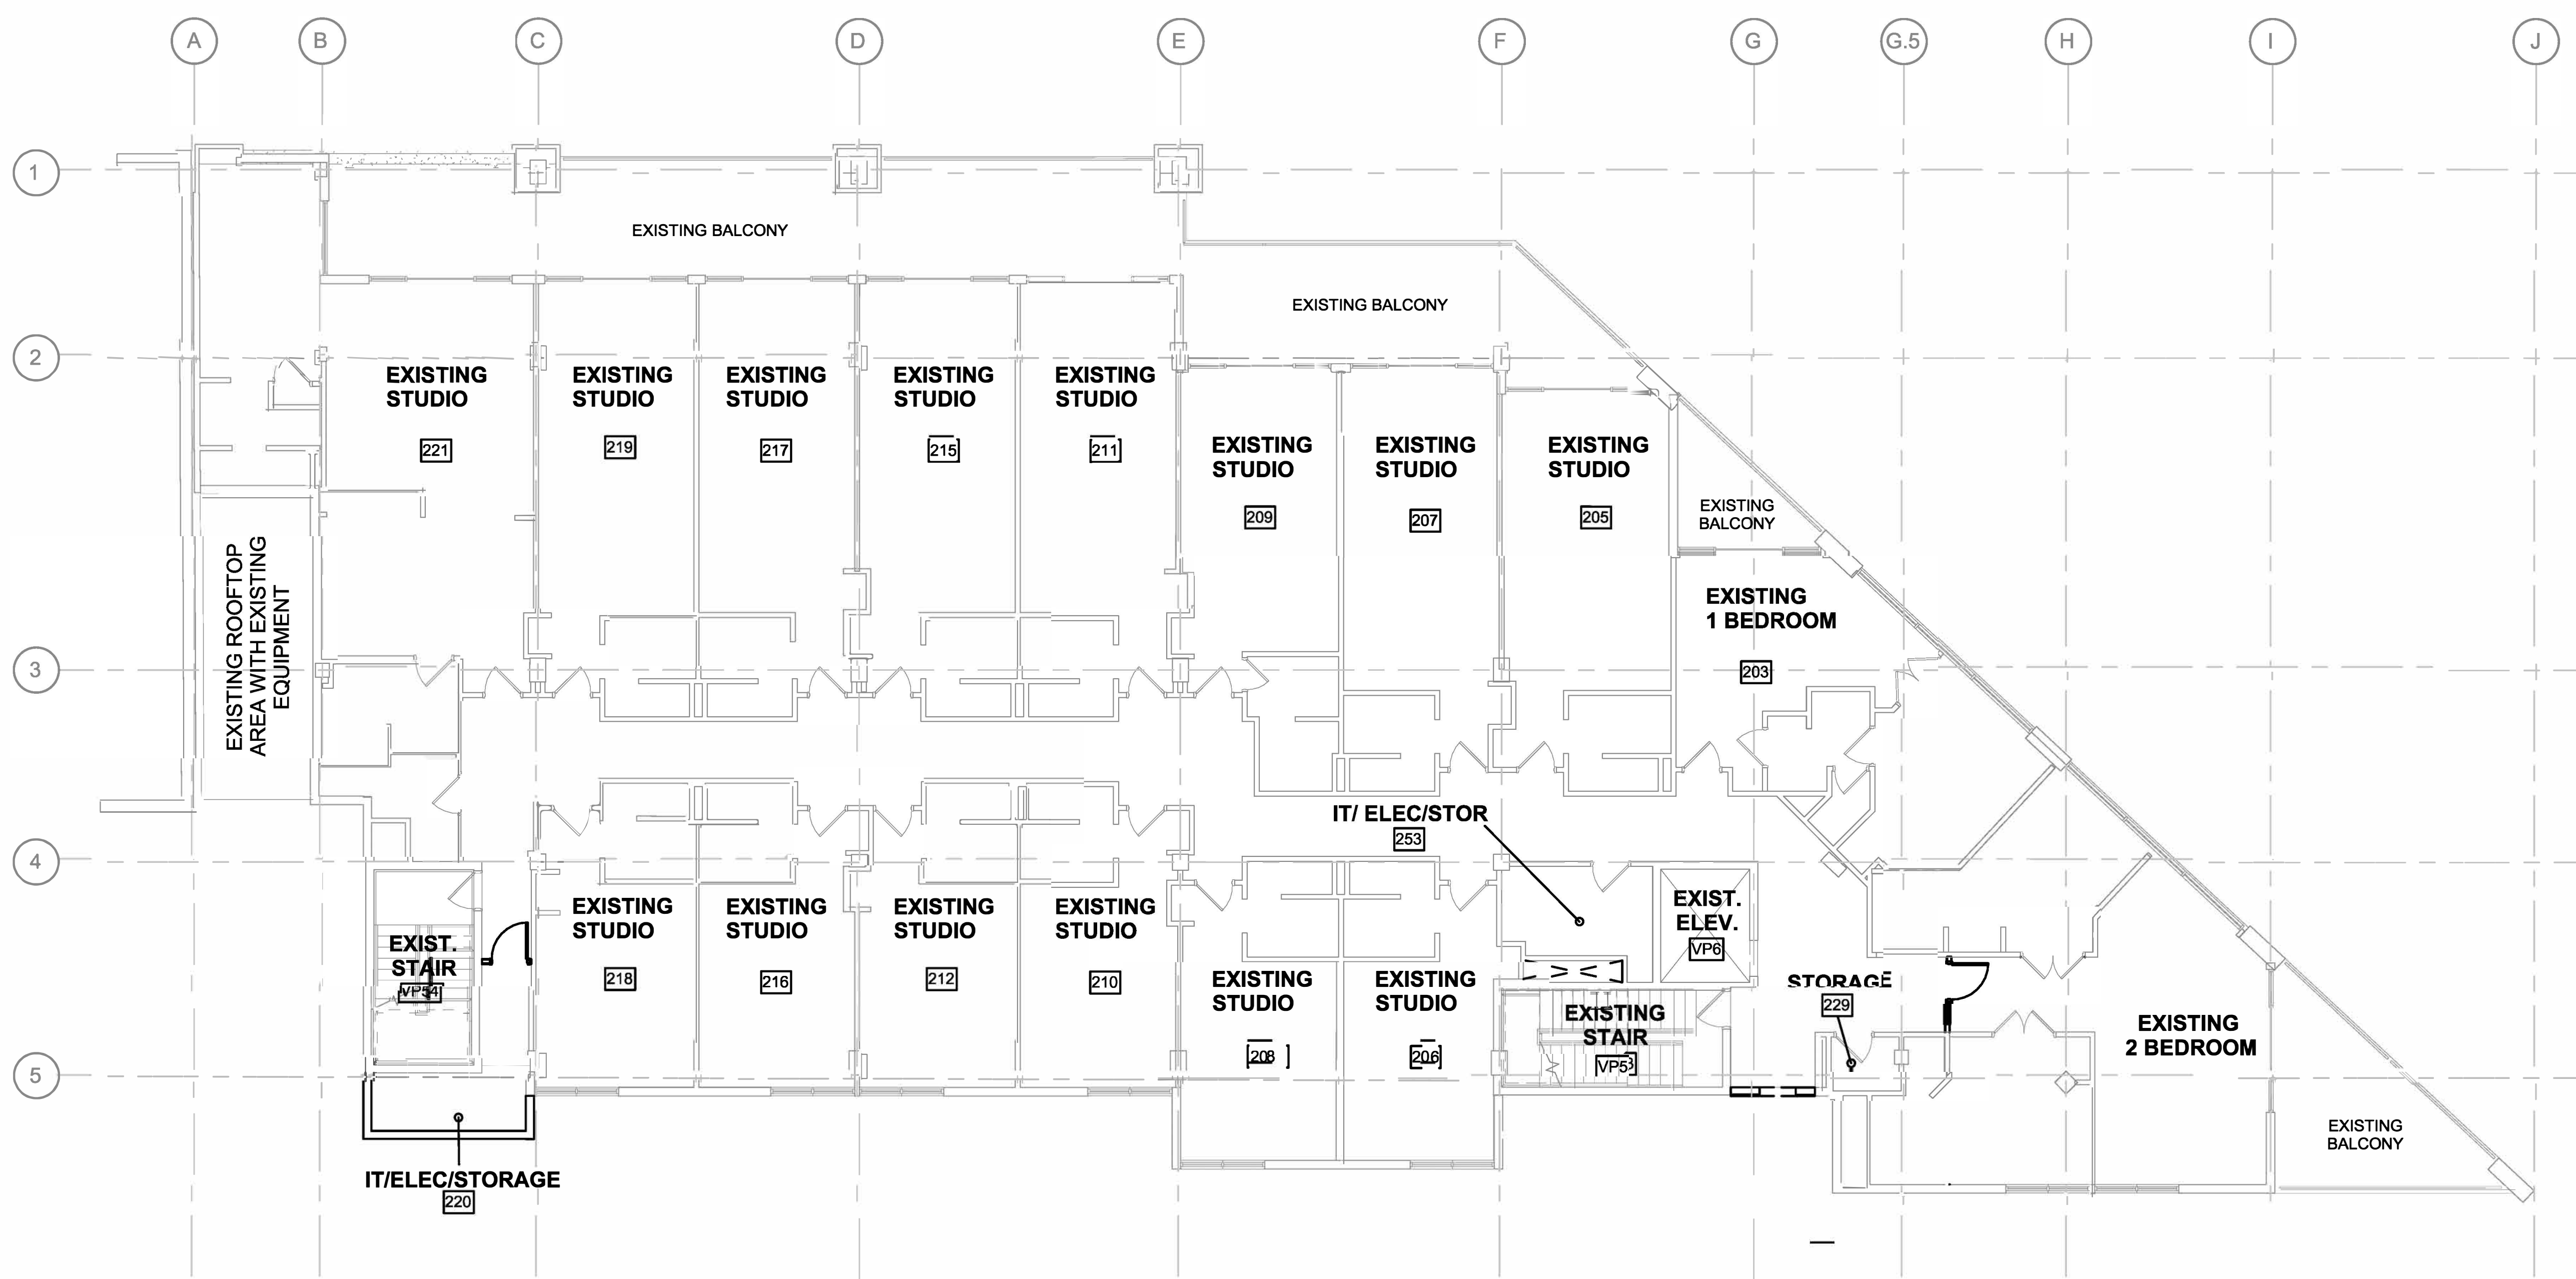 A B C D E F G G.5 H I J
1
EXISTING BALCONY
EXISTING BALCONY
2
EXISTING
STUDIO
221
EXISTING
STUDIO
219
EXISTING
STUDIO
217
EXISTING
STUDIO
215
EXISTING
STUDIO
211
EXISTING
STUDIO
209
EXISTING
STUDIO
207
EXISTING
STUDIO
205
EXISTING
BALCONY
EXISTING ROOFTOP
AREA WITH EXISTING
EQUIPMENT
EXISTING
1 BEDROOM
203
3
IT/ ELEC/STOR
253
4
EXIST.
STAIR
VP54
EXISTING
STUDIO
218
EXISTING
STUDIO
216
EXISTING
STUDIO
212
EXISTING
STUDIO
210
EXISTING
STUDIO
208
EXISTING
STUDIO
206
EXIST.
ELEV.
VP6
EXISTING
STAIR
VP53
STORAGE
229
EXISTING
2 BEDROOM
5
EXISTING
BALCONY
IT/ELEC/STORAGE
220